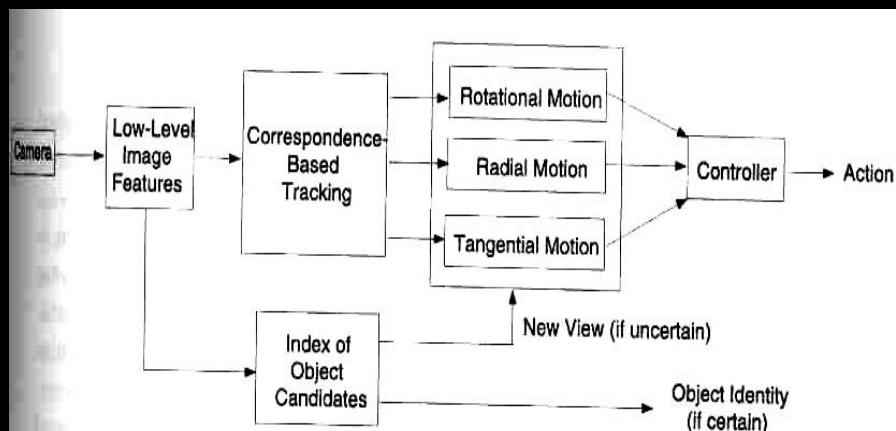 Camera
Low-Level
Image
Features
Correspondence-
Based
Tracking
Rotational Motion
Radial Motion
Tangential Motion
Controller
Action
New View (if uncertain)
Index of
Object
Candidates
Object Identity
(if certain)